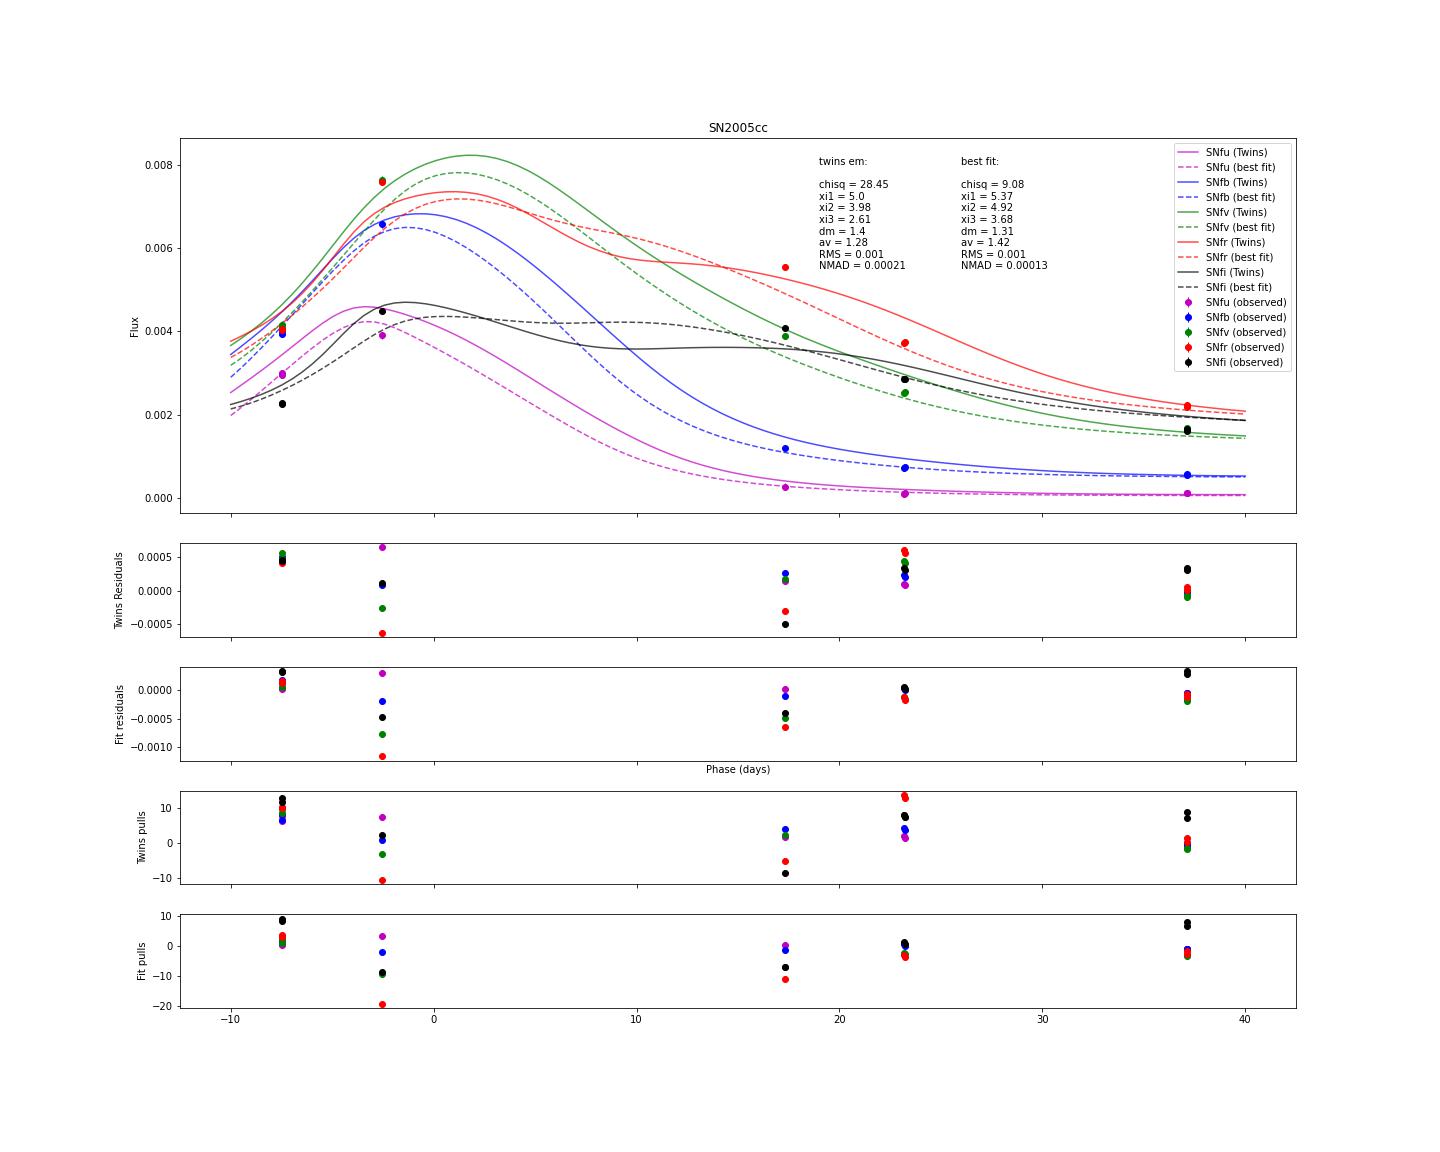 SN2005cc
Flux
0.008
0.006
0.004
0.002
0.000
twins em:
chisq = 28.45
xi1 = 5.0
xi2 = 3.98
xi3 = 2.61
dm = 1.4
av = 1.28
RMS = 0.001
NMAD = 0.00021
best fit:
chisq = 9.08
xi1 = 5.37
xi2 = 4.92
xi3 = 3.68
dm = 1.31
av = 1.42
RMS = 0.001
NMAD = 0.00013
SNfu (Twins)
SNfu (best fit)
SNfb (Twins)
SNfb (best fit)
SNfv (Twins)
SNfv (best fit)
SNfr (Twins)
SNfr (best fit)
SNfi (Twins)
SNfi (best fit)
SNfu (observed)
SNfb (observed)
SNfv (observed)
SNfr (observed)
SNfi (observed)
Twins Residuals
0.0005
0.0000
−0.0005
Fit residuals
0.0000
−0.0005
−0.0010
Phase (days)
Twins pulls
10
0
−10
Fit pulls
10
0
−10
−20
−10
0
10
20
30
40